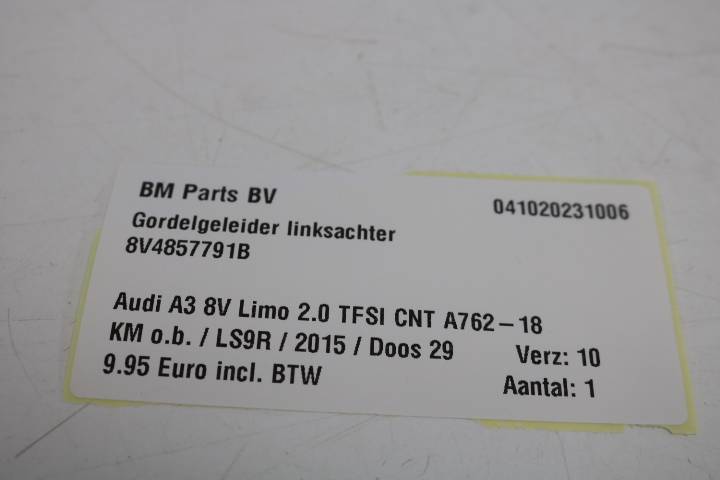 BM Parts BV 041020231006
Gordelgeleider linksachter
8V4857791B
Audi A3 8V Limo 2.0 TFSI CNT A762-18
KM o.b. / LS9R / 2015 / Doos 29 Verz: 10
9.95 Euro incl. BTW Aantal: 1